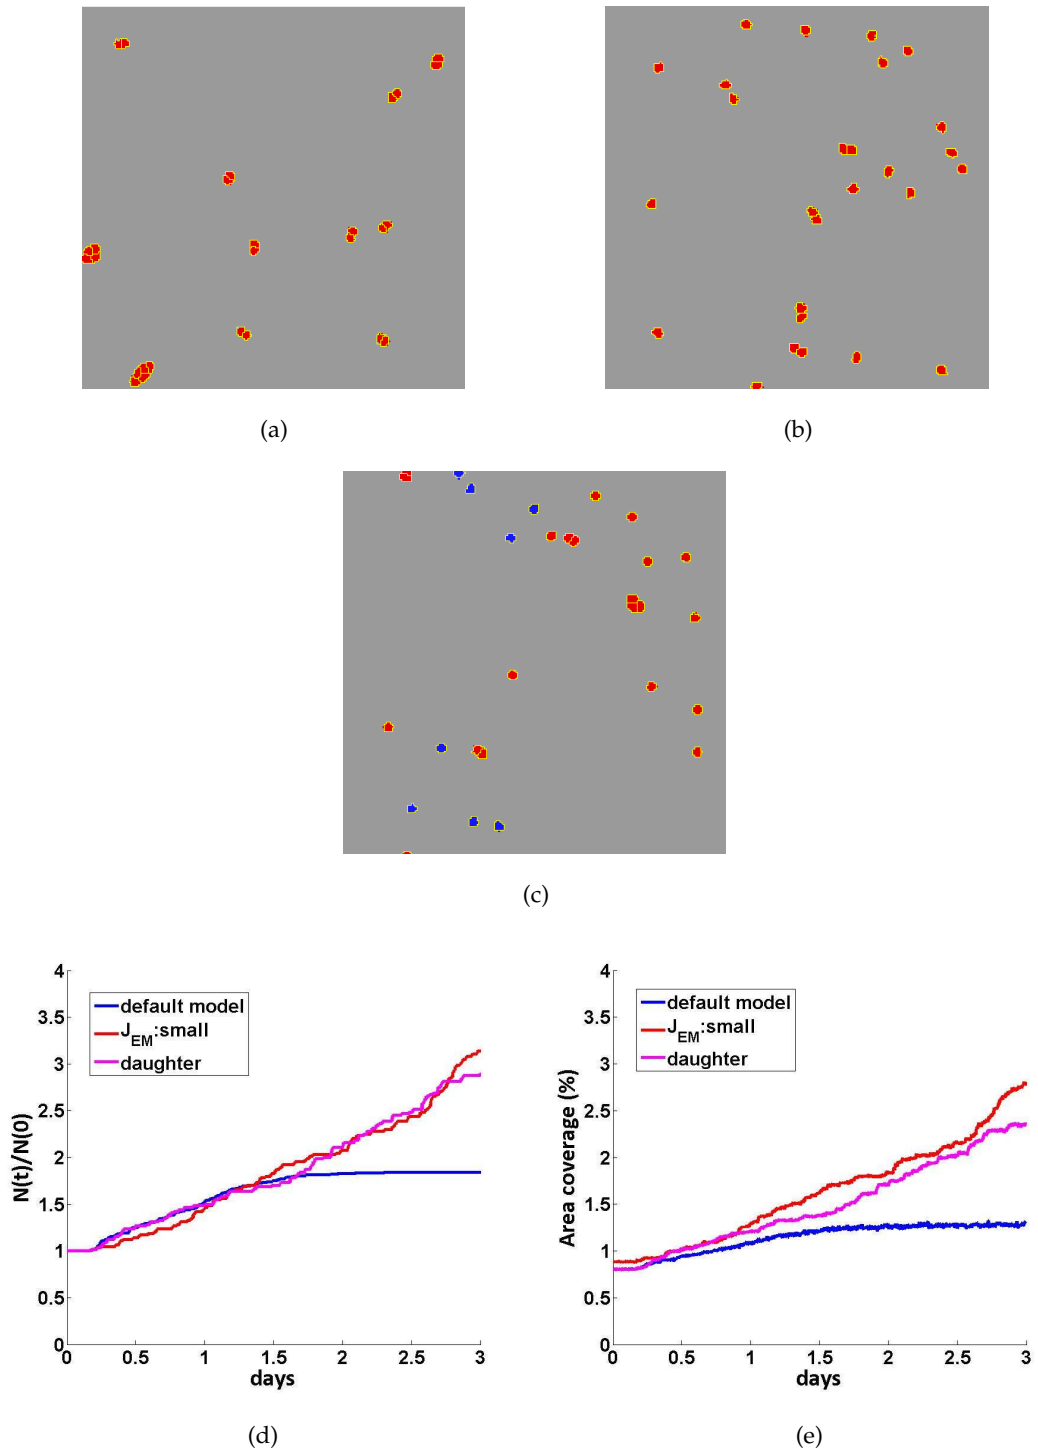 (a)
(b)
(c)
4
3.5
3
2.5
2
1.5
1
0.5
0
N(t)/N(0)
default model
J_EM:small
daughter
0 0.5 1 1.5 2 2.5 3
days
(d)
4
3.5
3
2.5
2
1.5
1
0.5
0
Area coverage (%)
default model
J_EM:small
daughter
0 0.5 1 1.5 2 2.5 3
days
(e)